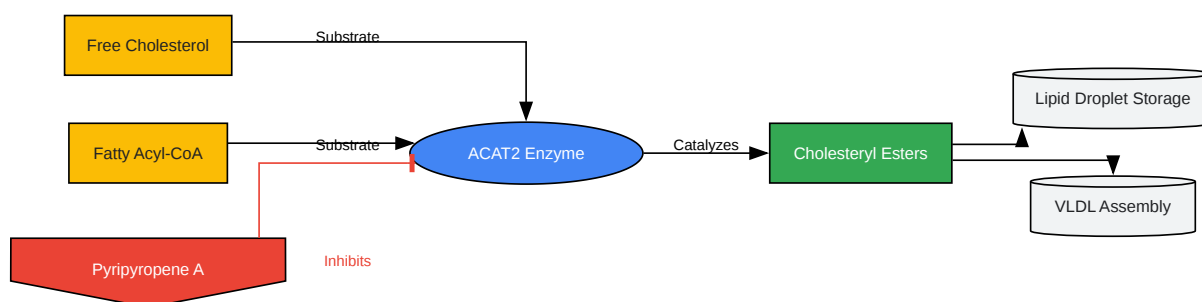 Free Cholesterol
Substrate
Lipid Droplet Storage
Fatty Acyl-CoA
Substrate
ACAT2 Enzyme
Catalyzes
Cholesteryl Esters
VLDL Assembly
Pyripyropene A
Inhibits